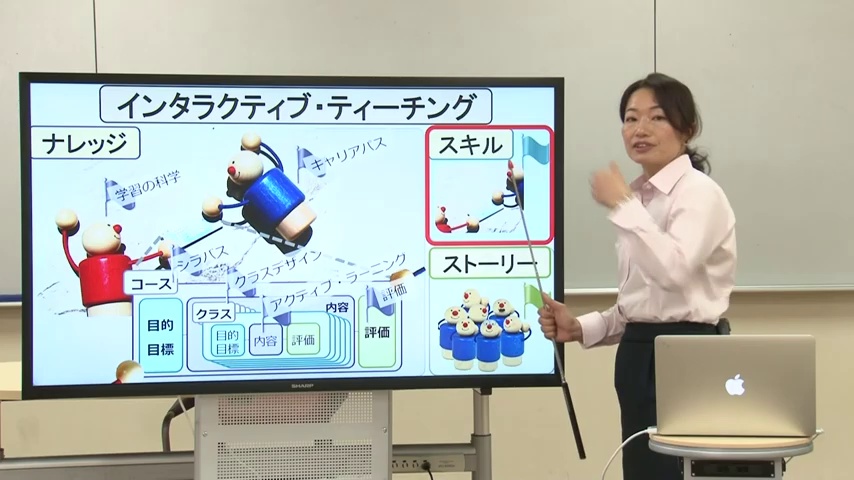 インタラクティブ・ティーチング
ナレッジ
スキル
学習の科学
キャリアパス
シラバス
クラスデザイン
アクティブ・ラーニング
評価
ストーリー
コース
目的
目標
クラス
内容
目的
目標
内容
評価
評価
SHARP